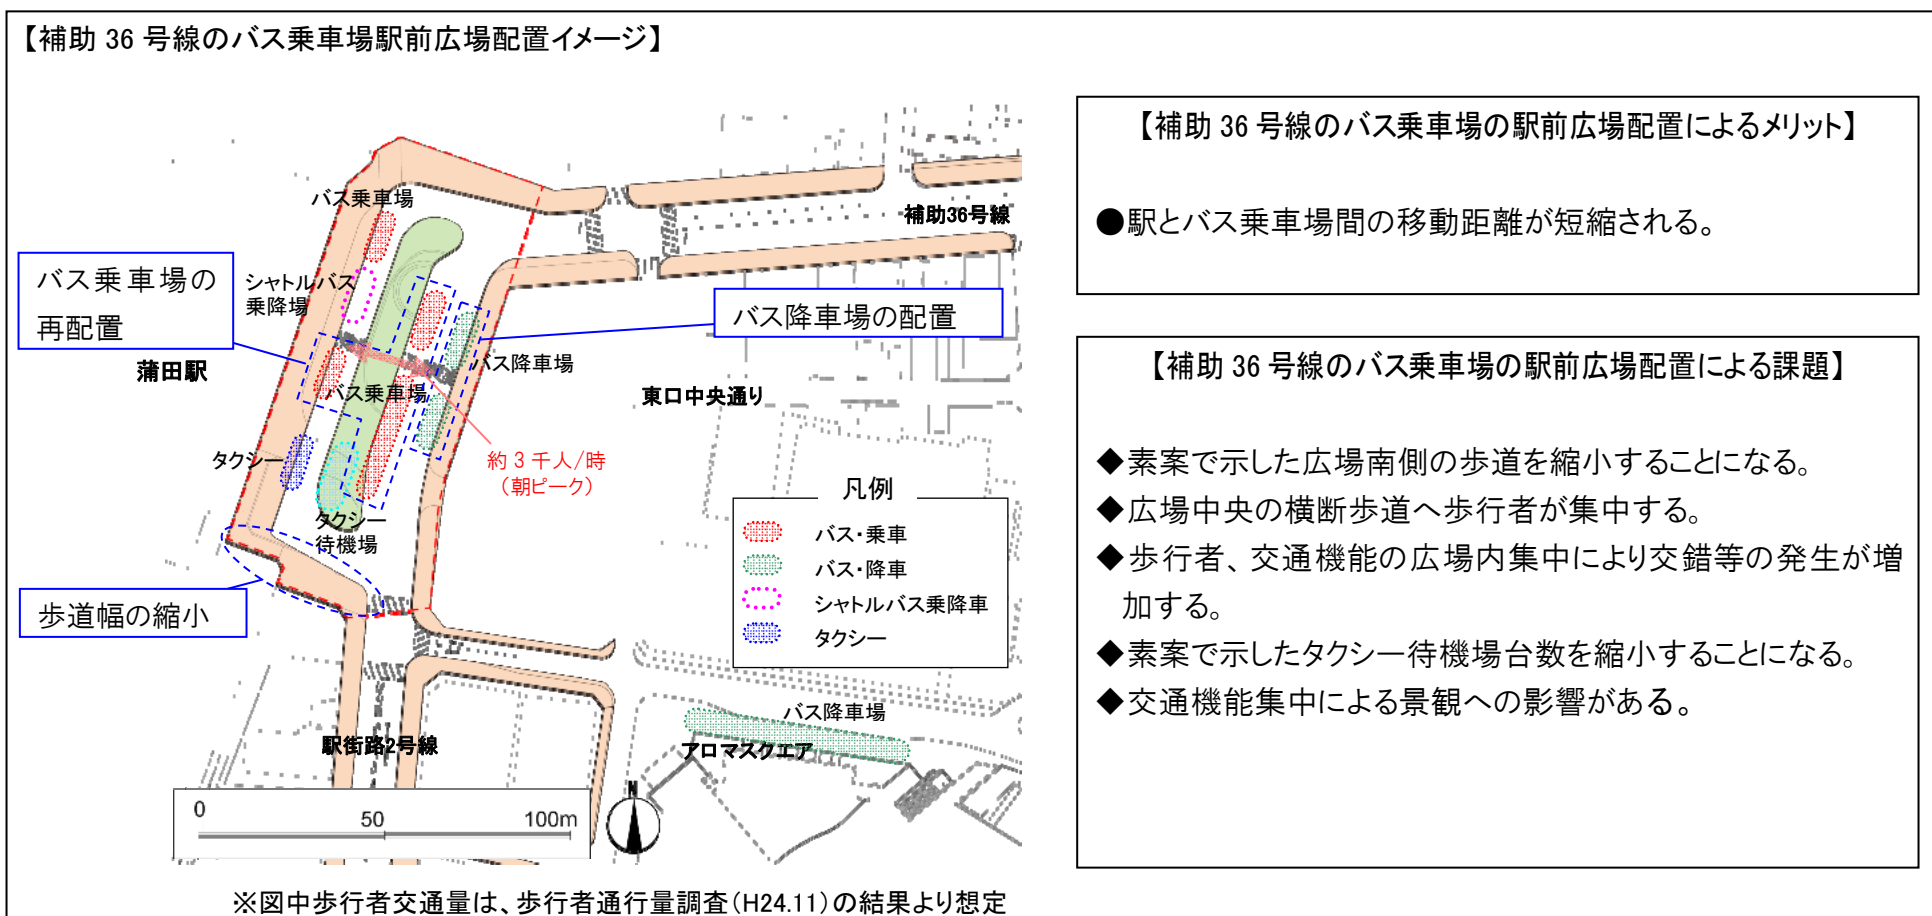 【補助 36 号線のバス乗車場駅前広場配置イメージ】
バス乗車場
補助36号線
バス乗車場の
再配置
シャトルバス
乗降場
バス降車場の配置
蒲田駅
バス降車場
バス乗車場
東口中央通り
タクシー
約 3 千人/時
（朝ピーク）
タクシー
待機場
歩道幅の縮小
凡例
バス・乗車
バス・降車
シャトルバス乗降車
タクシー
バス降車場
駅街路2号線
アロマスクエア
N
0
50
100m
※図中歩行者交通量は、歩行者通行量調査（H24.11）の結果より想定
【補助 36 号線のバス乗車場の駅前広場配置によるメリット】
●駅とバス乗車場間の移動距離が短縮される。
【補助 36 号線のバス乗車場の駅前広場配置による課題】
◆素案で示した広場南側の歩道を縮小することになる。
◆広場中央の横断歩道へ歩行者が集中する。
◆歩行者、交通機能の広場内集中により交錯等の発生が増
加する。
◆素案で示したタクシー待機場台数を縮小することになる。
◆交通機能集中による景観への影響がある。